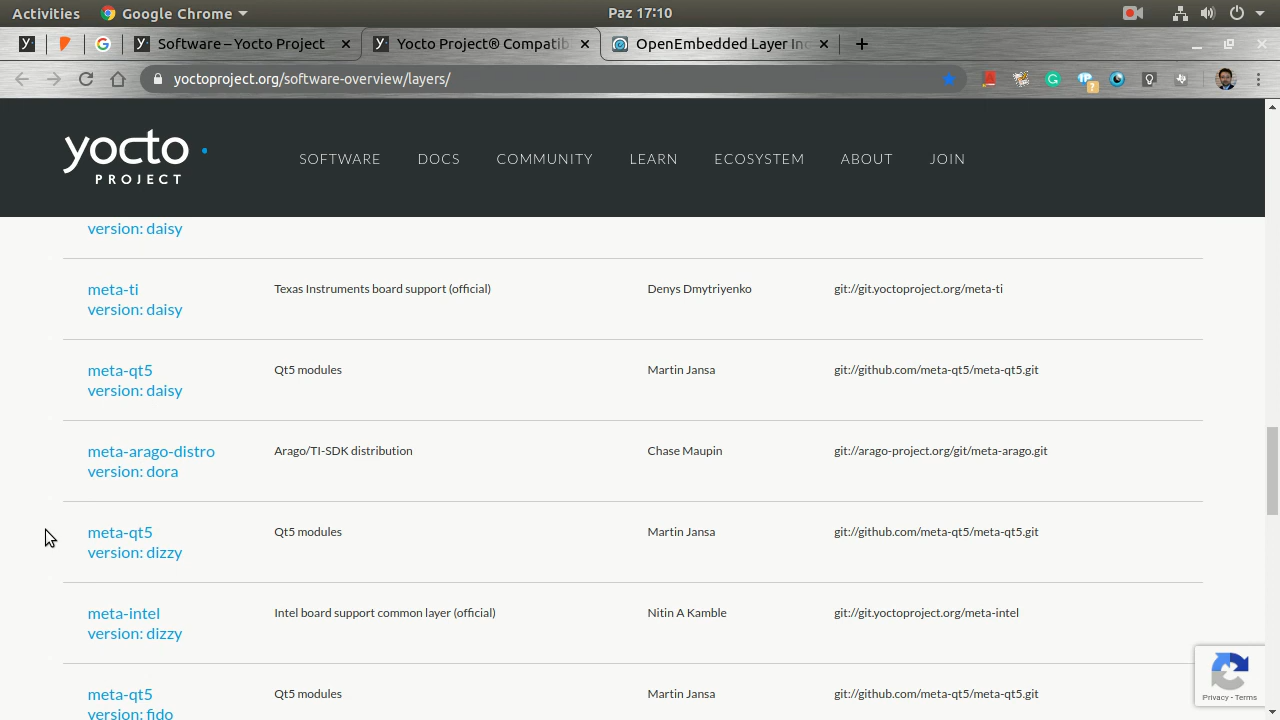 Activities
Google Chrome
Paz 17:10
Software – Yocto Project
Yocto Project® Compatib
OpenEmbedded Layer Ind
yoctoproject.org/software-overview/layers/
yocto
PROJECT
SOFTWARE
DOCS
COMMUNITY
LEARN
ECOSYSTEM
ABOUT
JOIN
version: daisy
meta-ti
version: daisy
Texas Instruments board support (official)
Denys Dmytriyenko
git://git.yoctoproject.org/meta-ti
meta-qt5
version: daisy
Qt5 modules
Martin Jansa
git://github.com/meta-qt5/meta-qt5.git
meta-arago-distro
version: dora
Arago/TI-SDK distribution
Chase Maupin
git://arago-project.org/git/meta-arago.git
meta-qt5
version: dizzy
Qt5 modules
Martin Jansa
git://github.com/meta-qt5/meta-qt5.git
meta-intel
version: dizzy
Intel board support common layer (official)
Nitin A Kamble
git://git.yoctoproject.org/meta-intel
meta-qt5
version: fido
Qt5 modules
Martin Jansa
git://github.com/meta-qt5/meta-qt5.git
Privacy - Terms